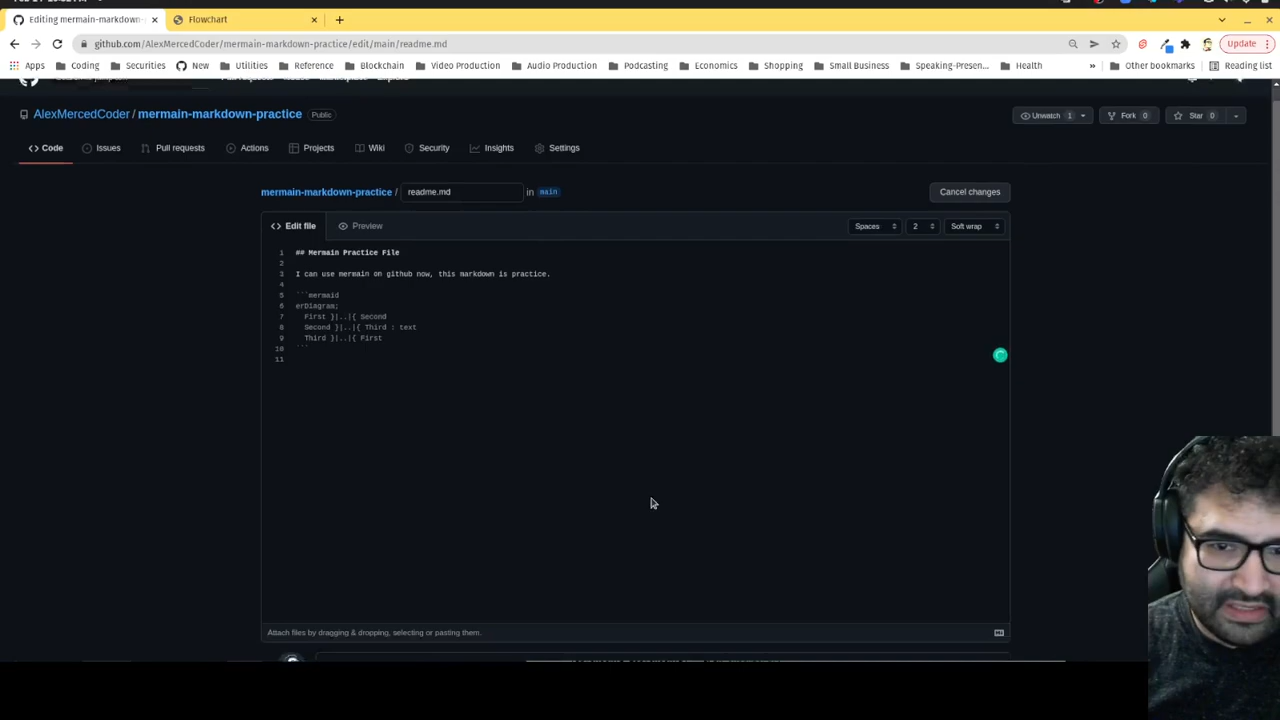 Editing mermain-markdown-
Flowchart
github.com/AlexMercedCoder/mermain-markdown-practice/edit/main/readme.md
Update
Apps Coding Securities New Utilities Reference Blockchain Video Production Audio Production Podcasting Economics Shopping Small Business Speaking-Presen... Health » Other bookmarks Reading list
AlexMercedCoder / mermain-markdown-practice Public
Unwatch 1 Fork 0 Star 0
Code Issues Pull requests Actions Projects Wiki Security Insights Settings
mermain-markdown-practice / readme.md in main Cancel changes
Edit file Preview Spaces 2 Soft wrap
1 ## Mermain Practice File
2
3 I can use mermain on github now, this markdown is practice.
4
5 ```mermaid
6 erDiagram;
7 First }|..|{ Second
8 Second }|..|{ Third : text
9 Third }|..|{ First
10 ```
11
Attach files by dragging & dropping, selecting or pasting them.